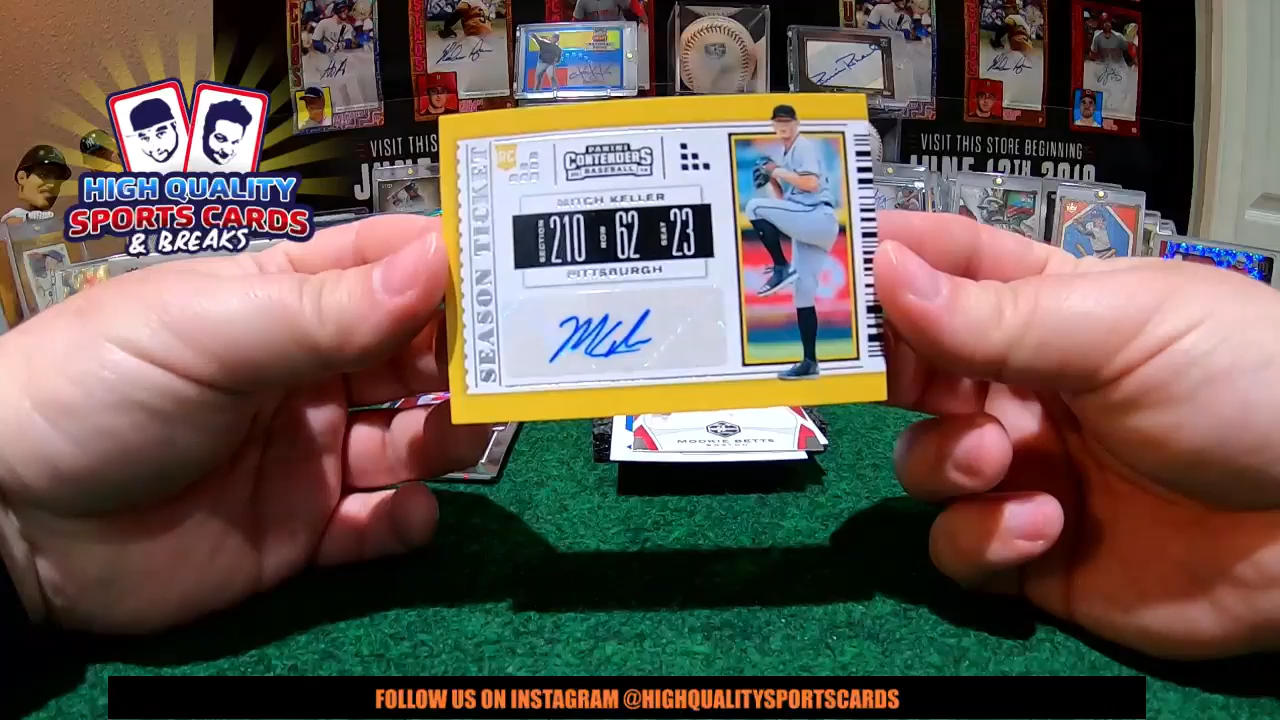 HIGH QUALITY
SPORTS CARDS
& BREAKS
VISIT THIS
VISIT THIS STORE BEGINNING
JUNE 13TH 2019
SEASON TICKET
RC
PANINI
CONTENDERS
BASEBALL
MITCH KELLER
SECTION 210 ROW 62 SEAT 23
PITTSBURGH
MOOKIE BETTS
BOSTON
FOLLOW US ON INSTAGRAM @HIGHQUALITYSPORTSCARDS